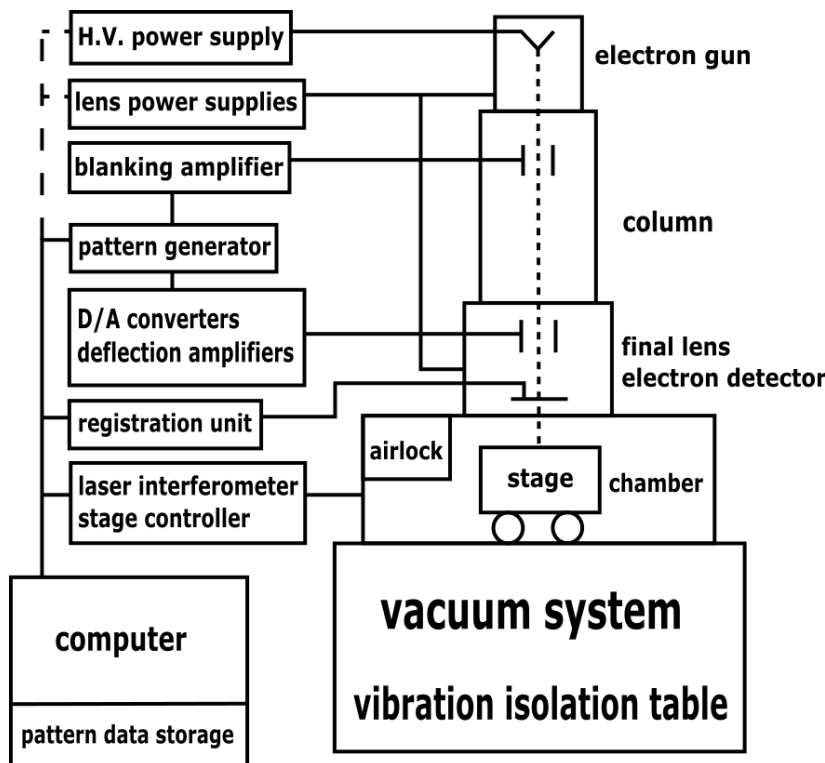 H.V. power supply
electron gun
lens power supplies
blanking amplifier
column
pattern generator
D/A converters
deflection amplifiers
final lens
electron detector
registration unit
airlock
laser interferometer
stage controller
stage
chamber
computer
pattern data storage
vacuum system
vibration isolation table